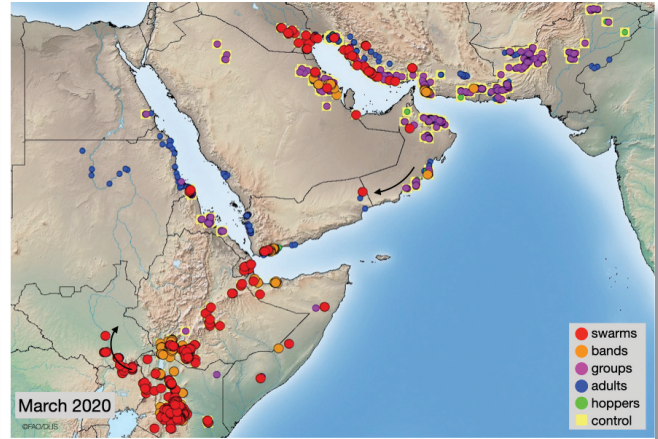 swarms
bands
groups
adults
hoppers
control
March 2020
©FAO/DLIS